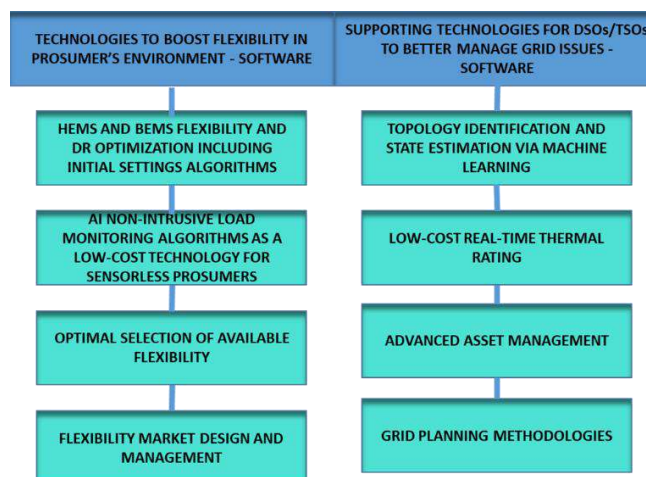 TECHNOLOGIES TO BOOST FLEXIBILITY IN
PROSUMER'S ENVIRONMENT - SOFTWARE
HEMS AND BEMS FLEXIBILITY AND
DR OPTIMIZATION INCLUDING
INITIAL SETTINGS ALGORITHMS
AI NON-INTRUSIVE LOAD
MONITORING ALGORITHMS AS A
LOW-COST TECHNOLOGY FOR
SENSORLESS PROSUMERS
OPTIMAL SELECTION OF AVAILABLE
FLEXIBILITY
FLEXIBILITY MARKET DESIGN AND
MANAGEMENT
SUPPORTING TECHNOLOGIES FOR DSOs/TSOs
TO BETTER MANAGE GRID ISSUES -
SOFTWARE
TOPOLOGY IDENTIFICATION AND
STATE ESTIMATION VIA MACHINE
LEARNING
LOW-COST REAL-TIME THERMAL
RATING
ADVANCED ASSET MANAGEMENT
GRID PLANNING METHODOLOGIES